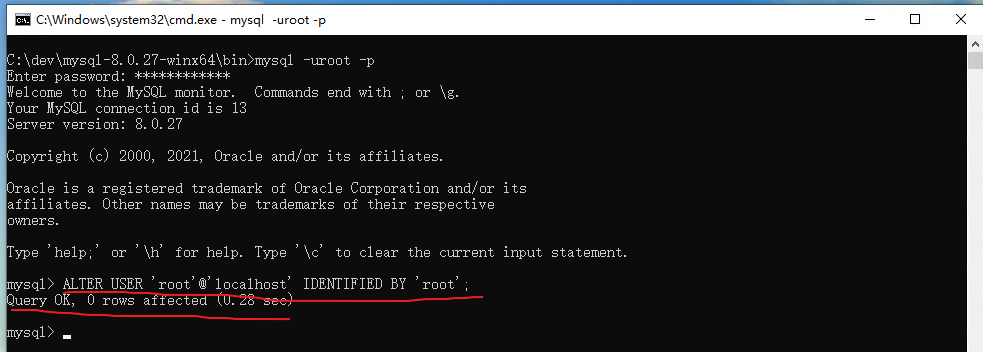 C:\Windows\system32\cmd.exe - mysql  -uroot -p
C:\dev\mysql-8.0.27-winx64\bin>mysql -uroot -p
Enter password: ************
Welcome to the MySQL monitor.  Commands end with ; or \g.
Your MySQL connection id is 13
Server version: 8.0.27
Copyright (c) 2000, 2021, Oracle and/or its affiliates.
Oracle is a registered trademark of Oracle Corporation and/or its
affiliates. Other names may be trademarks of their respective
owners.
Type 'help;' or '\h' for help. Type '\c' to clear the current input statement.
mysql> ALTER USER 'root'@'localhost' IDENTIFIED BY 'root';
Query OK, 0 rows affected (0.28 sec)
mysql>